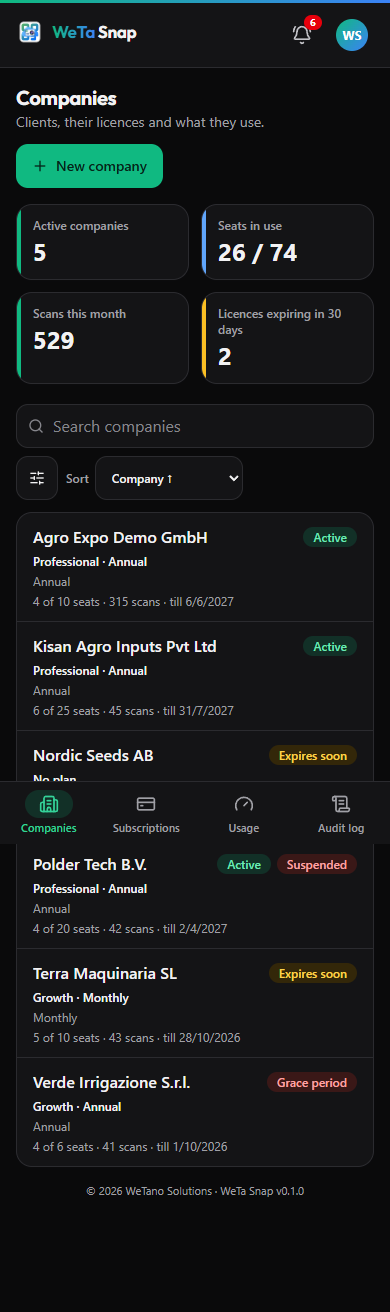 WeTa Snap
6
WS
Companies
Clients, their licences and what they use.
+ New company
Active companies
5
Seats in use
26 / 74
Scans this month
529
Licences expiring in 30
days
2
Search companies
Sort
Company ↑
Agro Expo Demo GmbH
Active
Professional · Annual
Annual
4 of 10 seats · 315 scans · till 6/6/2027
Kisan Agro Inputs Pvt Ltd
Active
Professional · Annual
Annual
6 of 25 seats · 45 scans · till 31/7/2027
Nordic Seeds AB
Expires soon
No plan
Companies
Subscriptions
Usage
Audit log
Polder Tech B.V.
Active
Suspended
Professional · Annual
Annual
4 of 20 seats · 42 scans · till 2/4/2027
Terra Maquinaria SL
Expires soon
Growth · Monthly
Monthly
5 of 10 seats · 43 scans · till 28/10/2026
Verde Irrigazione S.r.l.
Grace period
Growth · Annual
Annual
4 of 6 seats · 41 scans · till 1/10/2026
© 2026 WeTano Solutions · WeTa Snap v0.1.0